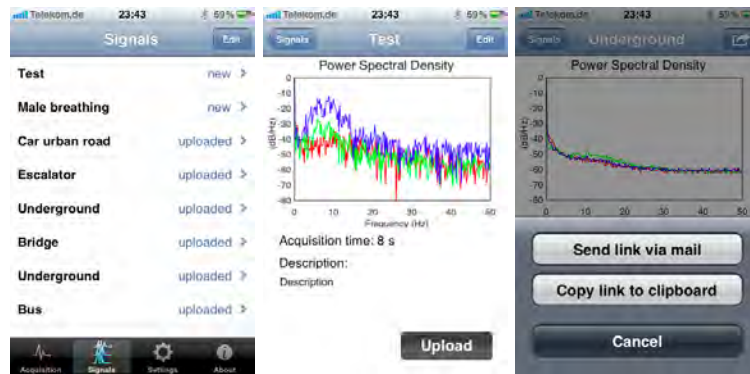 Telekom.de 23:43 59%
Signals Edit
Test new
Male breathing new
Car urban road uploaded
Escalator uploaded
Underground uploaded
Bridge uploaded
Underground uploaded
Bus uploaded
Acquisition Signals Settings About
Telekom.de 23:43 59%
Signals Test Edit
Power Spectral Density
0
-10
-20
-30
-40
-50
-60
-70
-80
(dB/Hz)
0 10 20 30 40 50
Frequency (Hz)
Acquisition time: 8 s
Description:
Description
Upload
Telekom.de 23:43 59%
Signals Underground
Power Spectral Density
0
-10
-20
-30
-40
-50
-60
-70
-80
(dB/Hz)
0 10 20 30 40 50
Send link via mail
Copy link to clipboard
Cancel